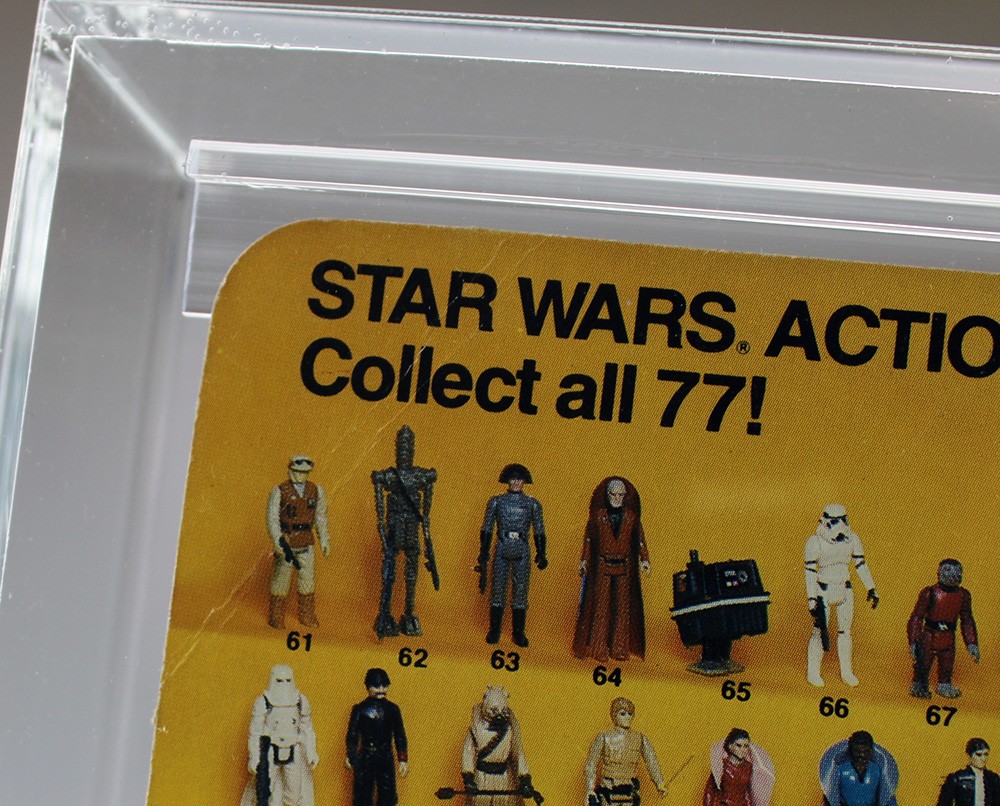 STAR WARS® ACTIO
Collect all 77!
61 62 63 64 65 66 67